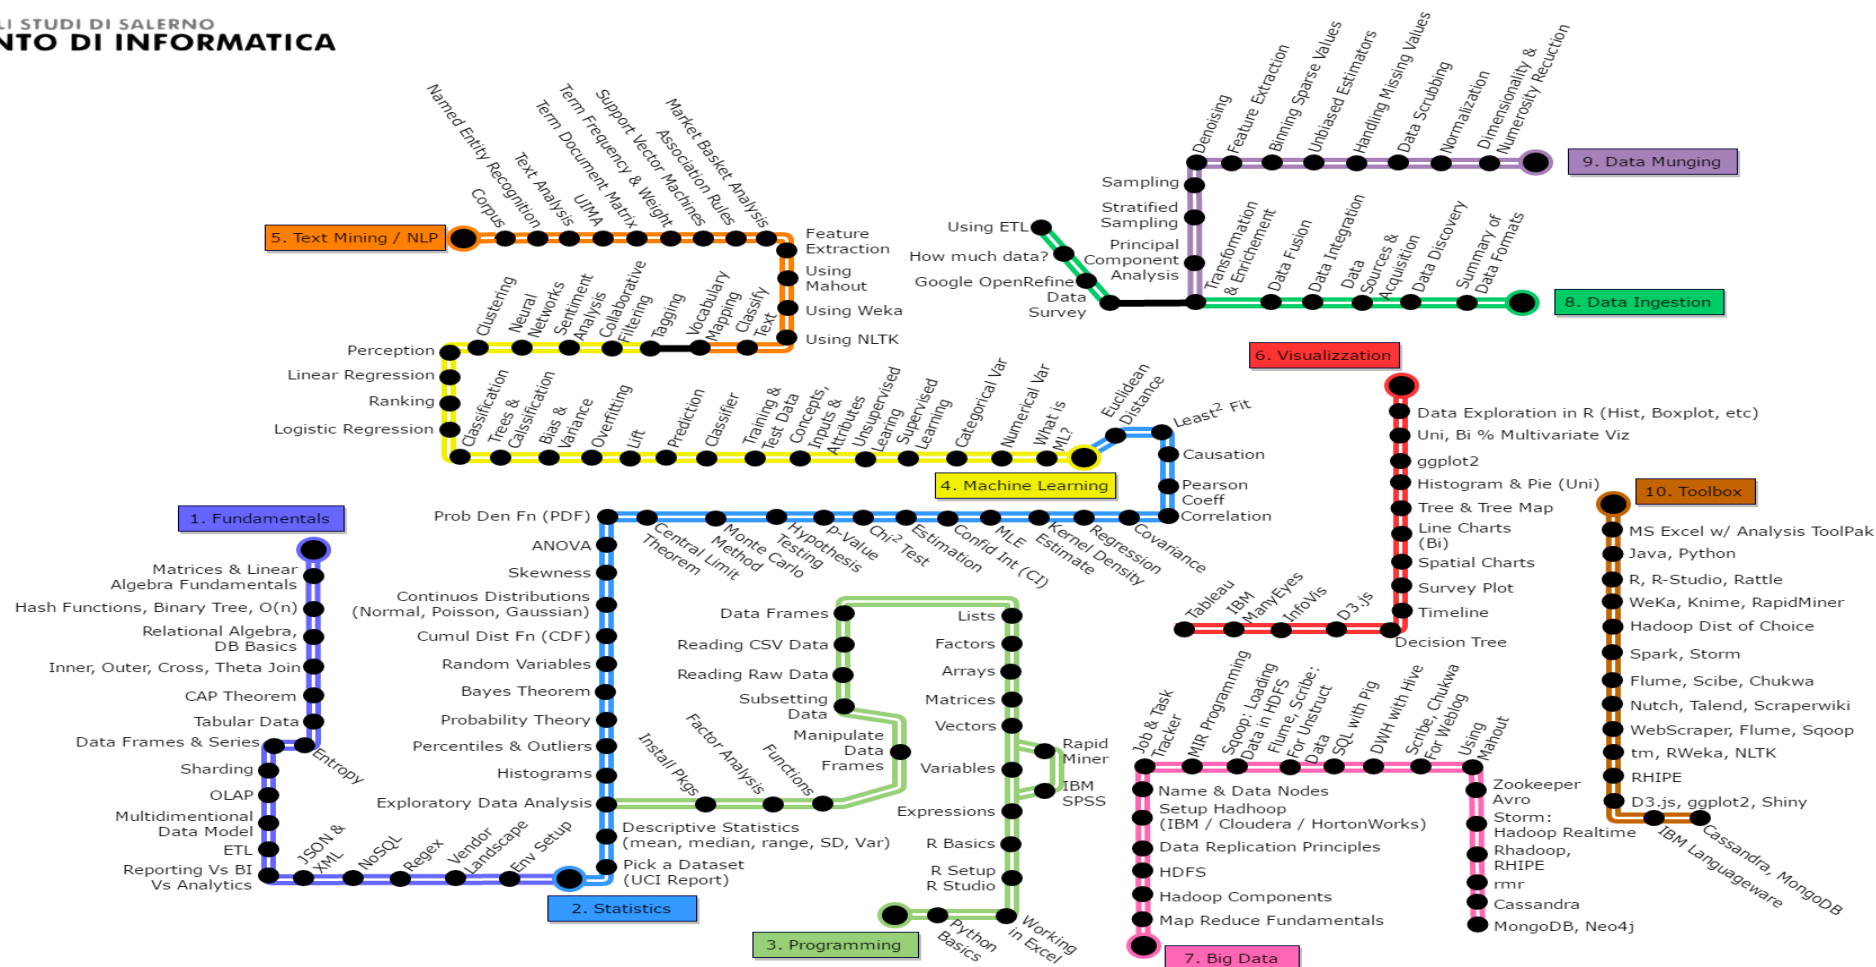 LI STUDI DI SALERNO
NTO DI INFORMATICA
5. Text Mining / NLP
Corpus
Named Entity
Recognition
Text Analysis
UIMA
Term Document Matrix
Term Frequency & Weight
Support Vector Machines
Association Rules
Market Basket Analysis
Feature
Extraction
Using
Mahout
Using Weka
Using NLTK
Classify
Text
Vocabulary
Mapping
Tagging
Collaborative
Filtering
Sentiment
Analysis
Neural
Networks
Clustering
Perception
Linear Regression
Ranking
Logistic Regression
Classification
Trees &
Calssification
Bias &
Variance
Overfitting
Lift
Prediction
Classifier
Training &
Test Data
Concepts,
Inputs &
Attributes
Unsupervised
Learing
Supervised
Learning
Categorical Var
Numerical Var
What is
ML?
4. Machine Learning
Euclidean
Distance
Least² Fit
Causation
Pearson
Coeff
Correlation
Covariance
Regression
Kernel Density
Estimate
MLE
Confid Int (CI)
Estimation
Chi² Test
p-Value
Hypothesis
Testing
Monte Carlo
Method
Central Limit
Theorem
Prob Den Fn (PDF)
ANOVA
Skewness
Continuos Distributions
(Normal, Poisson, Gaussian)
Cumul Dist Fn (CDF)
Random Variables
Bayes Theorem
Probability Theory
Percentiles & Outliers
Histograms
Exploratory Data Analysis
Descriptive Statistics
(mean, median, range, SD, Var)
Pick a Dataset
(UCI Report)
2. Statistics
1. Fundamentals
Matrices & Linear
Algebra Fundamentals
Hash Functions, Binary Tree, O(n)
Relational Algebra,
DB Basics
Inner, Outer, Cross, Theta Join
CAP Theorem
Tabular Data
Entropy
Data Frames & Series
Sharding
OLAP
Multidimentional
Data Model
ETL
Reporting Vs BI
Vs Analytics
JSON &
XML
NoSQL
Regex
Vendor
Landscape
Env Setup
3. Programming
Python
Basics
Working
in Excel
R Setup
R Studio
R Basics
Expressions
Variables
IBM
SPSS
Rapid
Miner
Vectors
Matrices
Arrays
Factors
Lists
Data Frames
Reading CSV Data
Reading Raw Data
Subsetting
Data
Manipulate
Data
Frames
Functions
Factor Analysis
Install Pkgs
9. Data Munging
Dimensionality &
Numerosity Recuction
Normalization
Data Scrubbing
Handling Missing Values
Unbiased Estimators
Binning Sparse Values
Feature Extraction
Denoising
Sampling
Stratified
Sampling
Principal
Component
Analysis
8. Data Ingestion
Summary of
Data Formats
Data Discovery
Data
Sources &
Acquisition
Data Integration
Data Fusion
Transformation
& Enrichement
Data
Survey
Google OpenRefine
How much data?
Using ETL
6. Visualizzation
Data Exploration in R (Hist, Boxplot, etc)
Uni, Bi % Multivariate Viz
ggplot2
Histogram & Pie (Uni)
Tree & Tree Map
Line Charts
(Bi)
Spatial Charts
Survey Plot
Timeline
Decision Tree
D3.js
InfoVis
IBM
ManyEyes
Tableau
7. Big Data
Map Reduce Fundamentals
Hadoop Components
HDFS
Data Replication Principles
Setup Hadhoop
(IBM / Cloudera / HortonWorks)
Name & Data Nodes
Job & Task
Tracker
MIR Programming
Sqoop: Loading
Data in HDFS
Flume, Scribe:
For Unstruct
Data
SQL with Pig
DWH with Hive
Scribe, Chukwa
For Weblog
Using
Mahout
Zookeeper
Avro
Storm:
Hadoop Realtime
Rhadoop,
RHIPE
rmr
Cassandra
MongoDB, Neo4j
10. Toolbox
MS Excel w/ Analysis ToolPak
Java, Python
R, R-Studio, Rattle
WeKa, Knime, RapidMiner
Hadoop Dist of Choice
Spark, Storm
Flume, Scibe, Chukwa
Nutch, Talend, Scraperwiki
WebScraper, Flume, Sqoop
tm, RWeka, NLTK
RHIPE
D3.js, ggplot2, Shiny
IBM Languageware
Cassandra, MongoDB